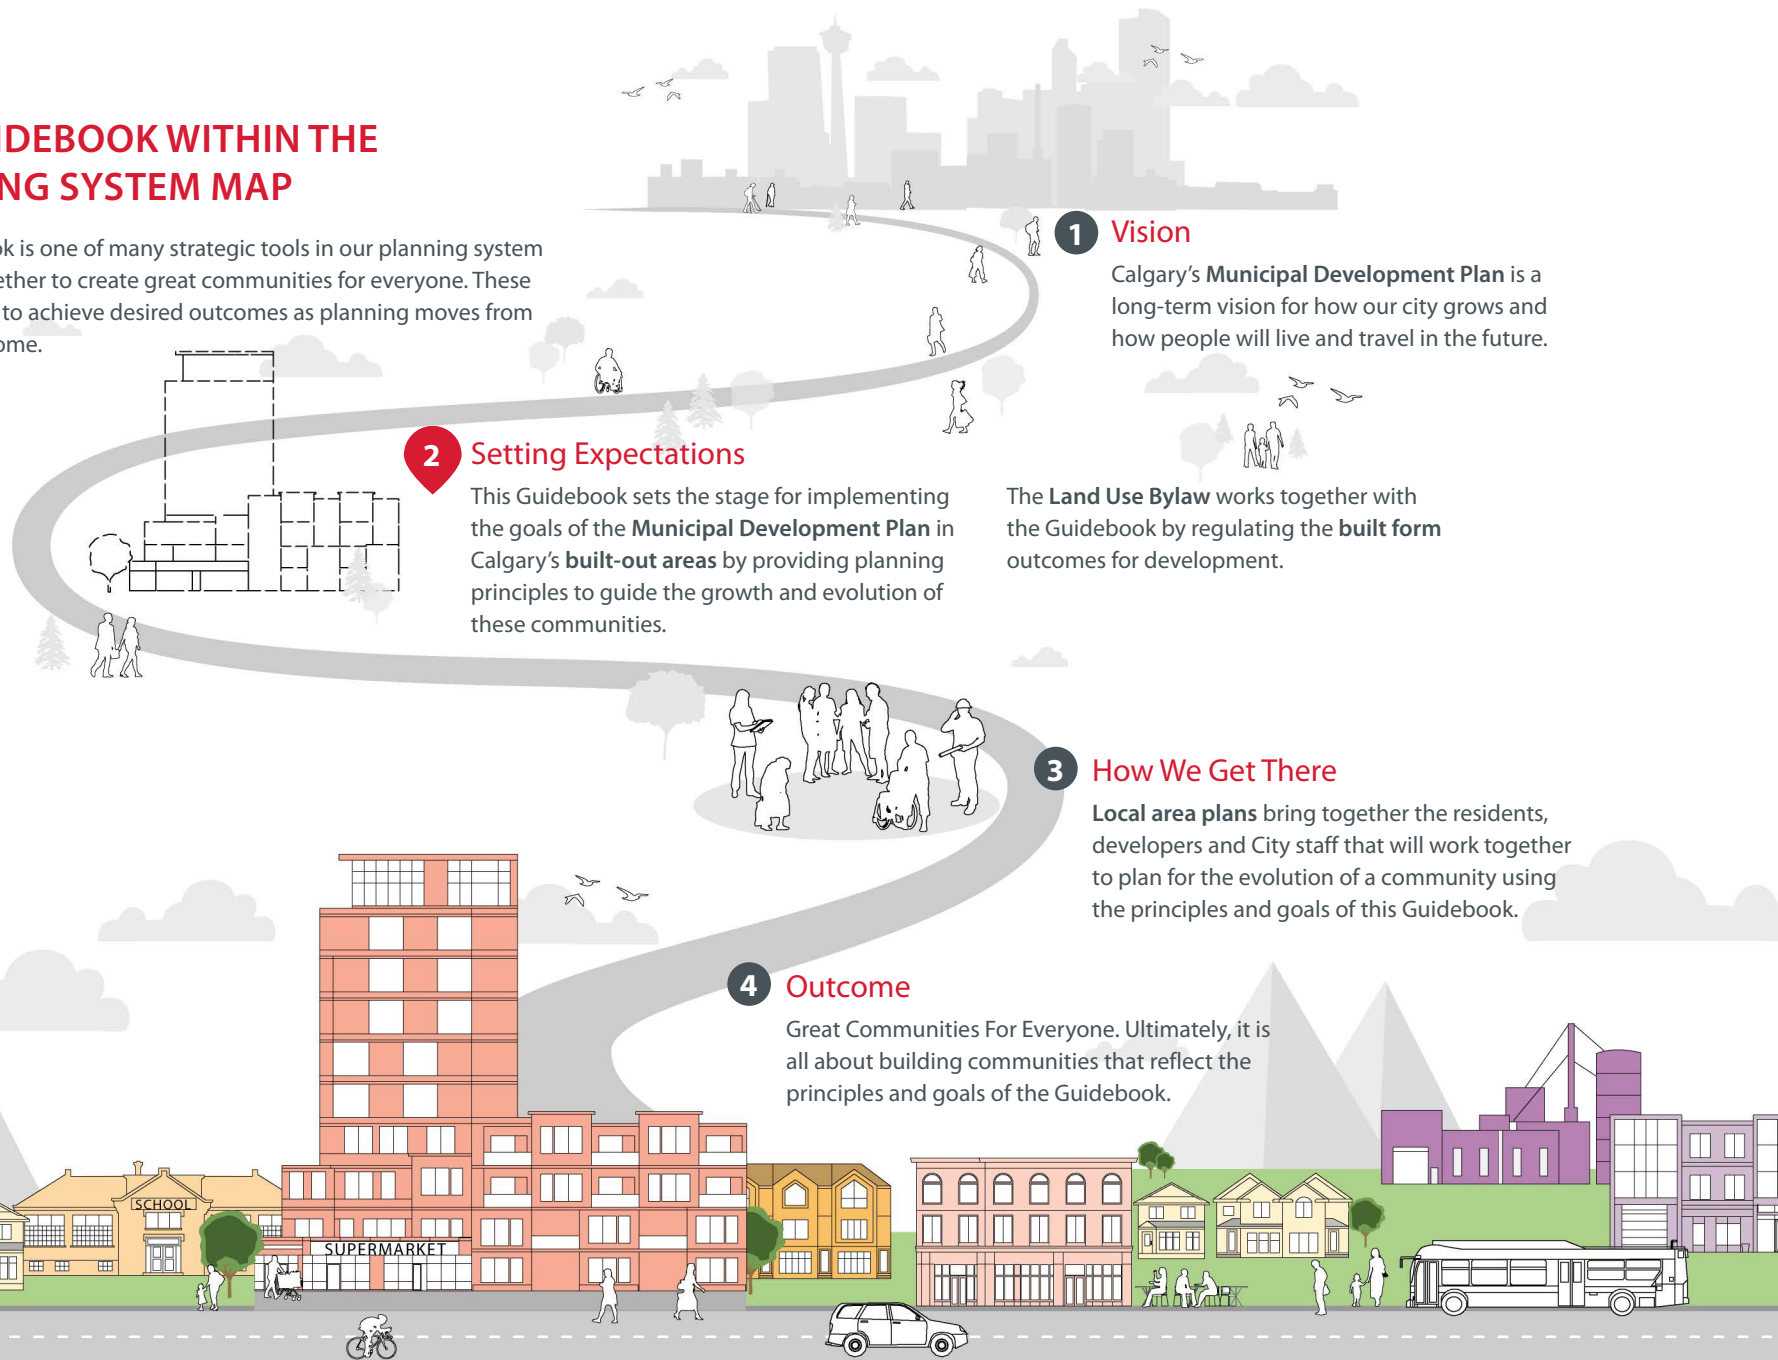 IDEBOOK WITHIN THE
NG SYSTEM MAP
ok is one of many strategic tools in our planning system
ether to create great communities for everyone. These
to achieve desired outcomes as planning moves from
ome.
1 Vision
Calgary's Municipal Development Plan is a
long-term vision for how our city grows and
how people will live and travel in the future.
2 Setting Expectations
This Guidebook sets the stage for implementing
the goals of the Municipal Development Plan in
Calgary's built-out areas by providing planning
principles to guide the growth and evolution of
these communities.
The Land Use Bylaw works together with
the Guidebook by regulating the built form
outcomes for development.
3 How We Get There
Local area plans bring together the residents,
developers and City staff that will work together
to plan for the evolution of a community using
the principles and goals of this Guidebook.
4 Outcome
Great Communities For Everyone. Ultimately, it is
all about building communities that reflect the
principles and goals of the Guidebook.
SCHOOL
SUPERMARKET